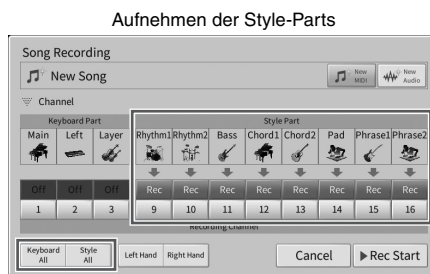 Aufnehmen der Style-Parts
Song Recording
New Song
New MIDI
New Audio
Channel
Keyboard Part
Style Part
Main Left Layer Rhythm1 Rhythm2 Bass Chord1 Chord2 Pad Phrase1 Phrase2
Off Off Off Rec Rec Rec Rec Rec Rec Rec Rec
1 2 3 9 10 11 12 13 14 15 16
Recording Channel
Keyboard All
Style All
Left Hand Right Hand Cancel Rec Start